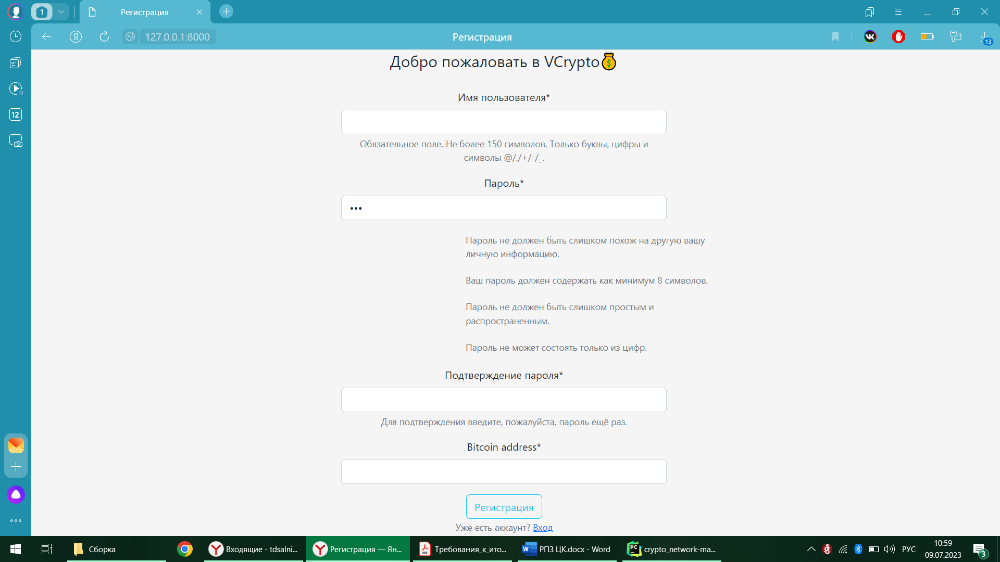 1
Регистрация
127.0.0.1:8000
Регистрация
13
Добро пожаловать в VCrypto
Имя пользователя*
12
Обязательное поле. Не более 150 символов. Только буквы, цифры и
символы @/./+/-/_.
Пароль*
•••
Пароль не должен быть слишком похож на другую вашу
личную информацию.
Ваш пароль должен содержать как минимум 8 символов.
Пароль не должен быть слишком простым и
распространенным.
Пароль не может состоять только из цифр.
Подтверждение пароля*
Для подтверждения введите, пожалуйста, пароль ещё раз.
Bitcoin address*
Регистрация
Уже есть аккаунт? Вход
Сборка
Входящие - tdsalni...
Регистрация — Ян...
Требования_к_ито...
РПЗ ЦК.docx - Word
crypto_network-ma...
РУС
10:59
09.07.2023
3